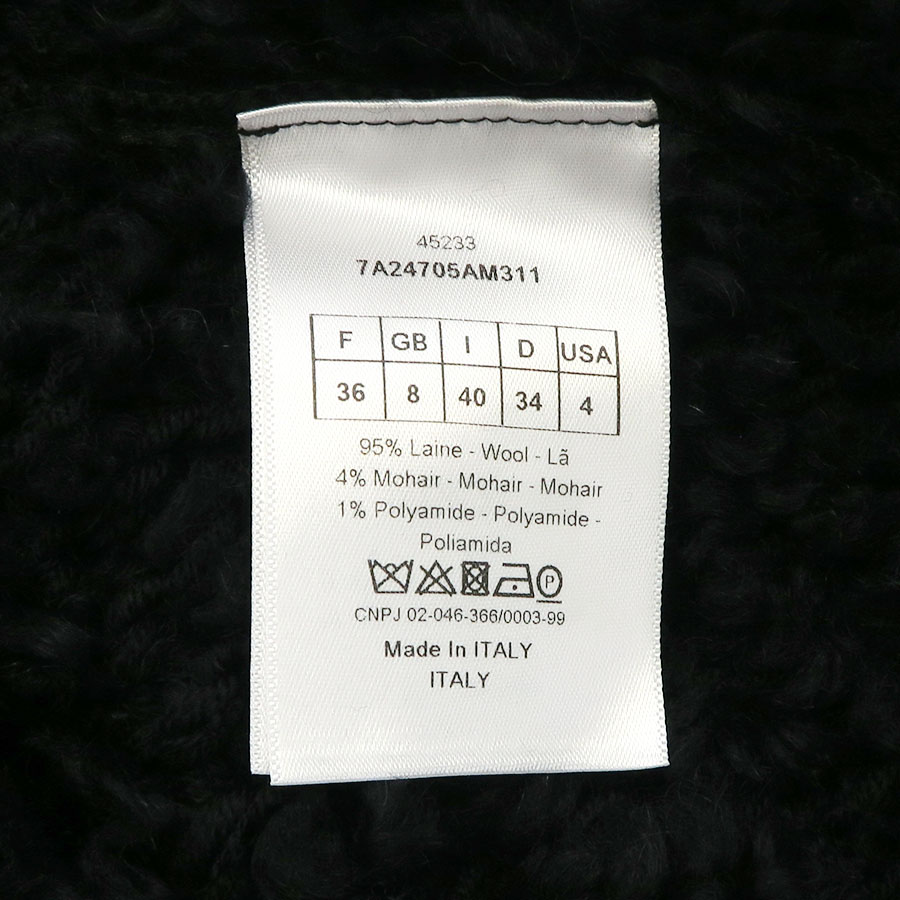 45233
7A24705AM311
F GB I D USA
36 8 40 34 4
95% Laine - Wool - Lã
4% Mohair - Mohair - Mohair
1% Polyamide - Polyamide -
Poliamida
P
CNPJ 02-046-366/0003-99
Made In ITALY
ITALY